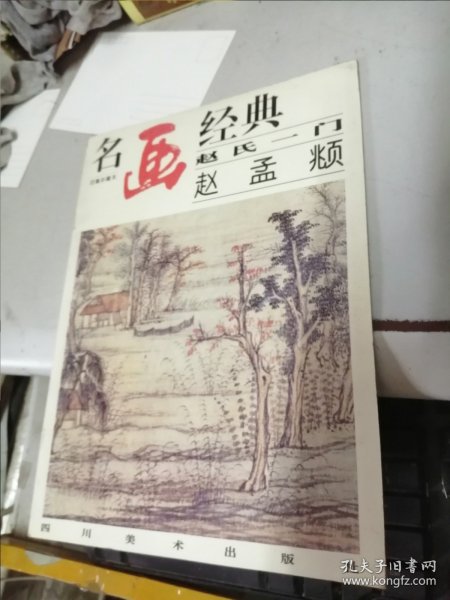 名画经典
赵氏一门
赵孟頫
四川美术出版
孔夫子旧书网
www.kongfz.com